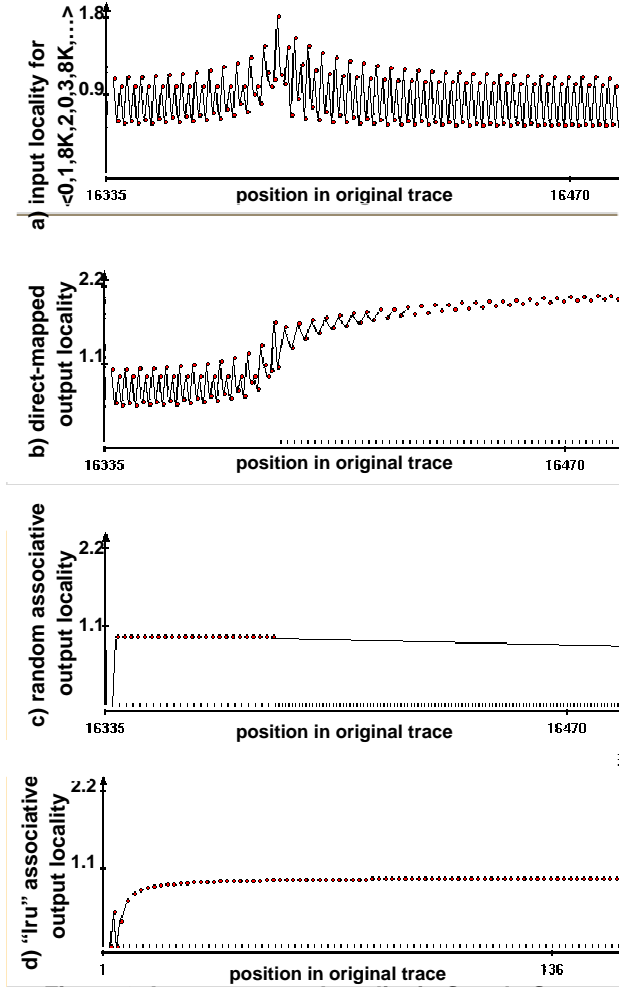 a) input locality for
<0,1,8K,2,0,3,8K,...>
1.8
0.9
16335
position in original trace
16470
b) direct-mapped
output locality
2.2
1.1
16335
position in original trace
16470
c) random associative
output locality
2.2
1.1
16335
position in original trace
16470
d) "lru" associative
output locality
2.2
1.1
1
position in original trace
136